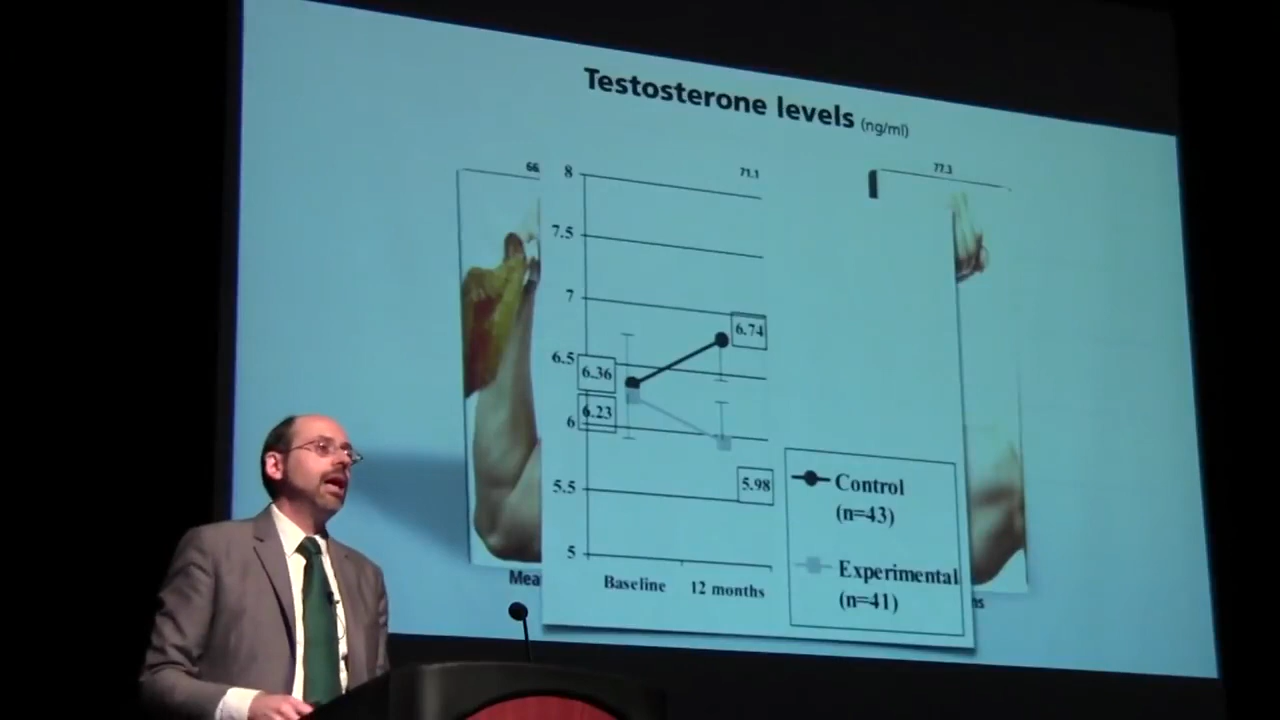 Testosterone levels (ng/ml)
66
71.1
77.3
8
7.5
7
6.74
6.5
6.36
6.23
6
5.98
5.5
5
Baseline 12 months
Control
(n=43)
Experimental
(n=41)
Mea
ns